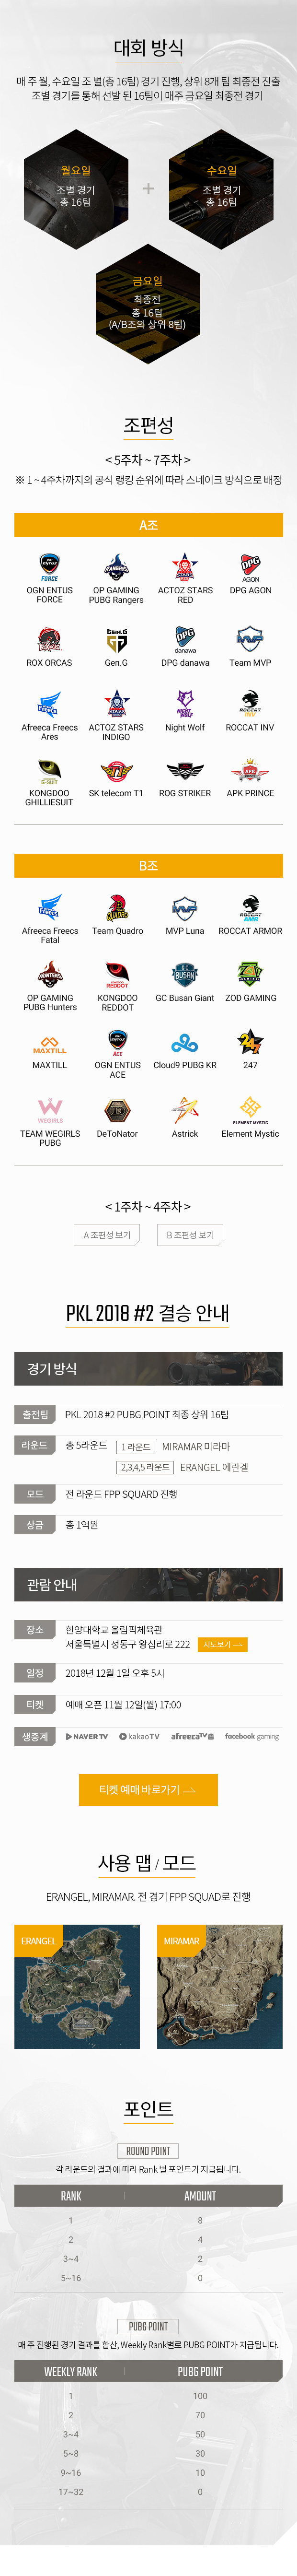 대회 방식
매 주 월, 수요일 조 별(총 16팀) 경기 진행, 상위 8개 팀 최종전 진출
조별 경기를 통해 선발 된 16팀이 매주 금요일 최종전 경기
월요일
조별 경기
총 16팀
+
수요일
조별 경기
총 16팀
금요일
최종전
총 16팀
(A/B조의 상위 8팀)
조편성
< 5주차 ~ 7주차 >
※ 1 ~ 4주차까지의 공식 랭킹 순위에 따라 스네이크 방식으로 배정
A조
OGN ENTUS
FORCE
OP GAMING
PUBG Rangers
ACTOZ STARS
RED
DPG AGON
ROX ORCAS
Gen.G
DPG danawa
Team MVP
Afreeca Freecs
Ares
ACTOZ STARS
INDIGO
Night Wolf
ROCCAT INV
KONGDOO
GHILLIESUIT
SK telecom T1
ROG STRIKER
APK PRINCE
B조
Afreeca Freecs
Fatal
Team Quadro
MVP Luna
ROCCAT ARMOR
OP GAMING
PUBG Hunters
KONGDOO
REDDOT
GC Busan Giant
ZOD GAMING
MAXTILL
OGN ENTUS
ACE
Cloud9 PUBG KR
247
TEAM WEGIRLS
PUBG
DeToNator
Astrick
Element Mystic
< 1주차 ~ 4주차 >
A 조편성 보기
B 조편성 보기
PKL 2018 #2 결승 안내
경기 방식
출전팀 PKL 2018 #2 PUBG POINT 최종 상위 16팀
라운드 총 5라운드 1 라운드 MIRAMAR 미라마
2,3,4,5 라운드 ERANGEL 에란겔
모드 전 라운드 FPP SQUARD 진행
상금 총 1억원
관람 안내
장소 한양대학교 올림픽체육관
서울특별시 성동구 왕십리로 222 지도보기
일정 2018년 12월 1일 오후 5시
티켓 예매 오픈 11월 12일(월) 17:00
생중계 NAVER TV kakaoTV afreecaTV facebook gaming
티켓 예매 바로가기
사용 맵 / 모드
ERANGEL, MIRAMAR. 전 경기 FPP SQUAD로 진행
ERANGEL
MIRAMAR
포인트
ROUND POINT
각 라운드의 결과에 따라 Rank 별 포인트가 지급됩니다.
RANK AMOUNT
1 8
2 4
3~4 2
5~16 0
PUBG POINT
매 주 진행된 경기 결과를 합산, Weekly Rank별로 PUBG POINT가 지급됩니다.
WEEKLY RANK PUBG POINT
1 100
2 70
3~4 50
5~8 30
9~16 10
17~32 0